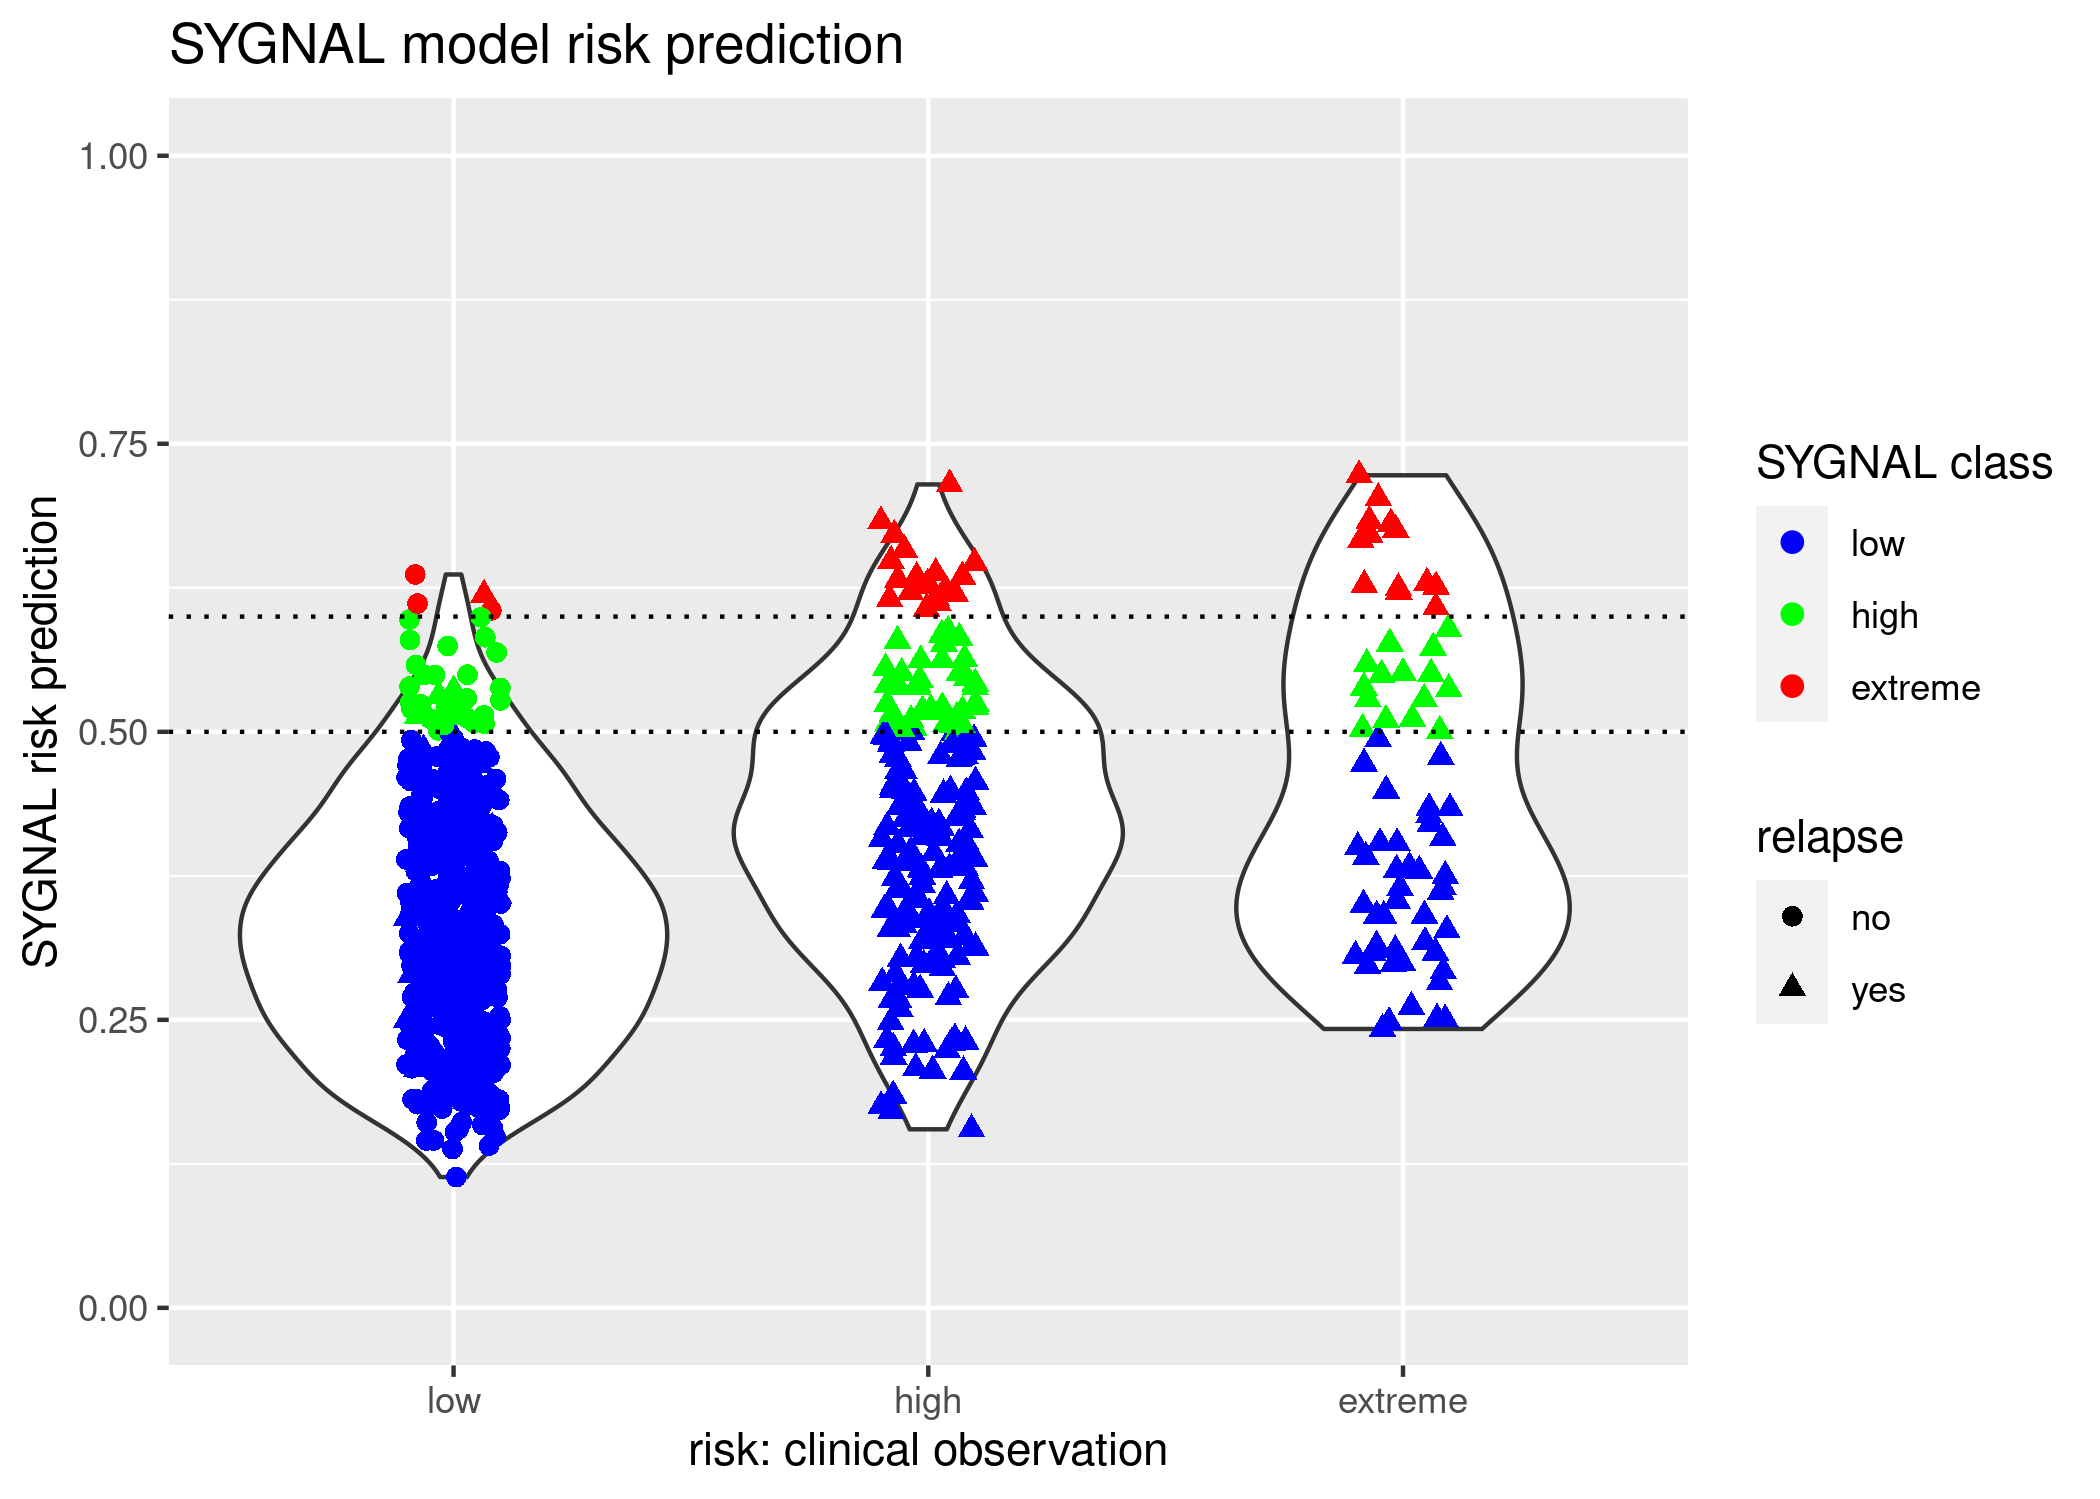 SYGNAL model risk prediction
SYGNAL risk prediction
1.00
0.75
0.50
0.25
0.00
low
high
extreme
risk: clinical observation
SYGNAL class
low
high
extreme
relapse
no
yes